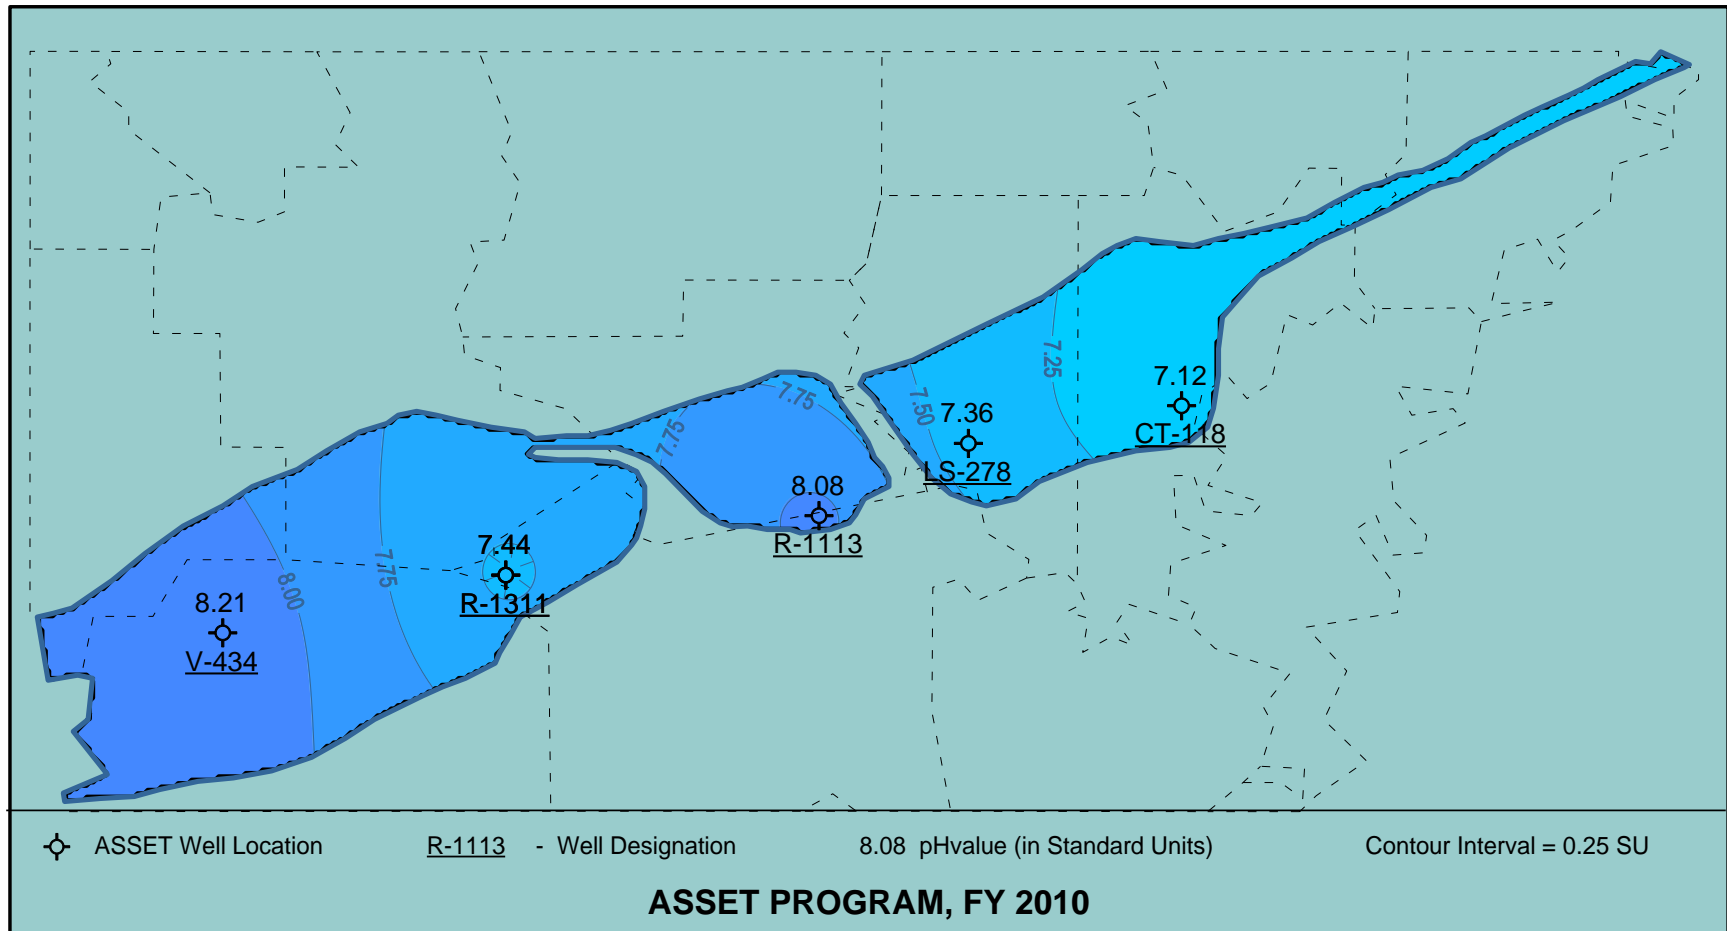 7.25
7.12
7.75
7.50
7.36
CT-118
7.75
LS-278
8.08
R-1113
7.44
7.75
8.00
8.21
R-1311
V-434
ASSET Well Location R-1113 - Well Designation 8.08 pHvalue (in Standard Units) Contour Interval = 0.25 SU
ASSET PROGRAM, FY 2010